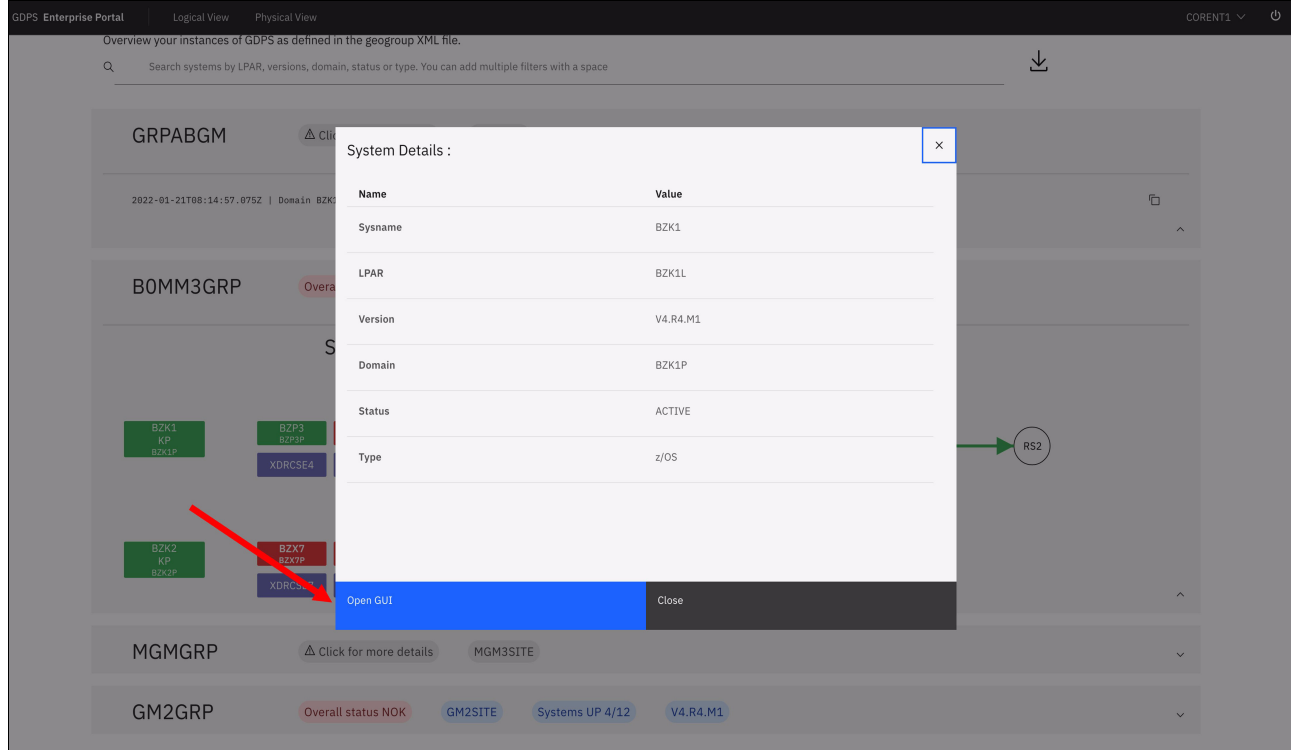 GDPS Enterprise Portal Logical View Physical View CORENT1
Overview your instances of GDPS as defined in the geogroup XML file.
Search systems by LPAR, versions, domain, status or type. You can add multiple filters with a space
GRPABGM
2022-01-21T08:14:57.075Z | Domain
System Details :
Name Value
Sysname BZK1
LPAR BZK1L
Version V4.R4.M1
Domain BZK1P
Status ACTIVE
Type z/OS
Open GUI Close
B0MM3GRP
BZK1
KP
BZK1P
BZP3
BZP3P
XDRCSE4
RS2
BZK2
KP
BZK2P
BZX7
BZX7P
MGMGRP Click for more details MGM3SITE
GM2GRP Overall status NOK GM2SITE Systems UP 4/12 V4.R4.M1